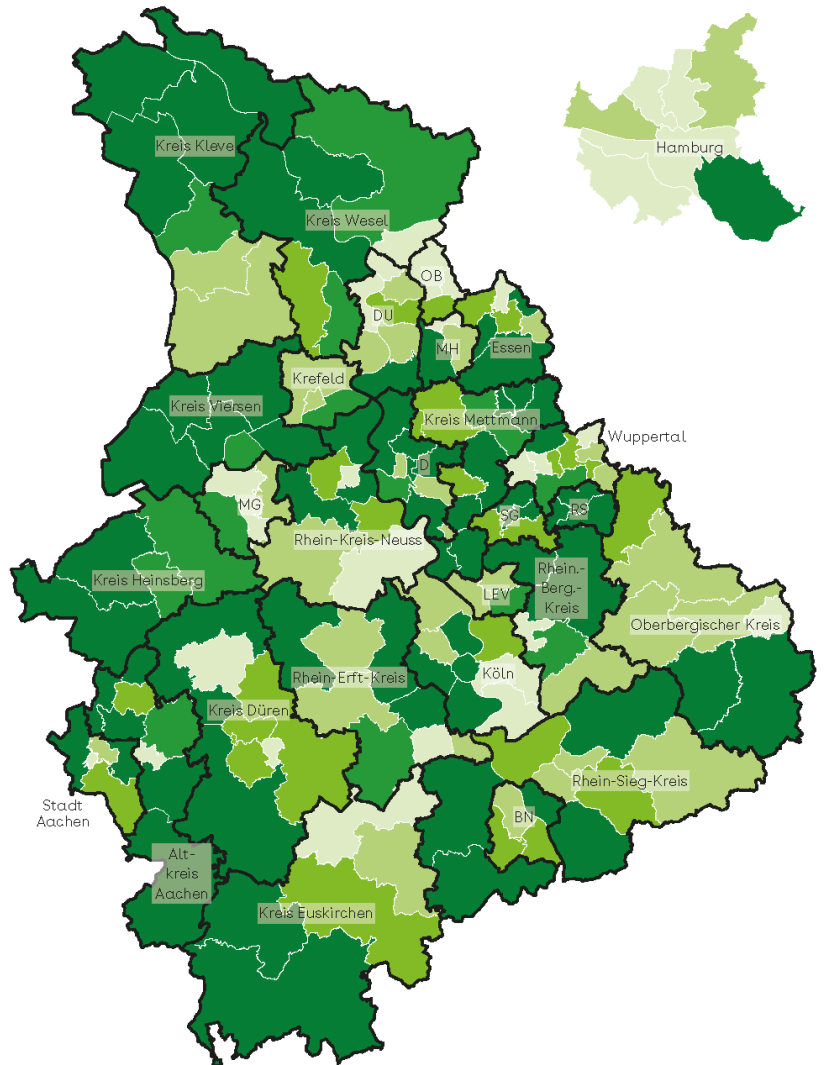 Hamburg
Kreis Kleve
Kreis Wesel
OB
DU
MH
Essen
Krefeld
Kreis Viersen
Kreis Mettmann
Wuppertal
D
MG
SG
RS
Rhein-Kreis-Neuss
Kreis Heinsberg
LEV
Rhein.-
Berg.-
Kreis
Oberbergischer Kreis
Rhein-Erft-Kreis
Köln
Kreis Düren
Rhein-Sieg-Kreis
Stadt
Aachen
BN
Alt-
kreis
Aachen
Kreis Euskirchen